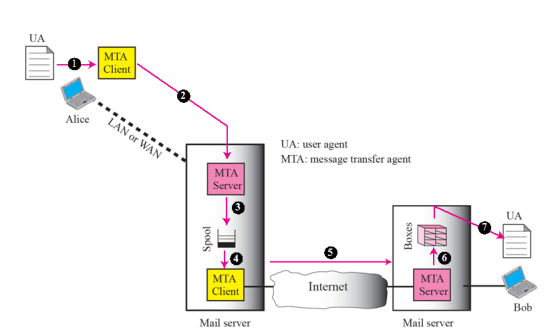 UA
1
MTA
Client
2
Alice
LAN or WAN
UA: user agent
MTA: message transfer agent
MTA
Server
3
Spool
4
MTA
Client
Mail server
5
Internet
Boxes
6
MTA
Server
Mail server
7
UA
Bob